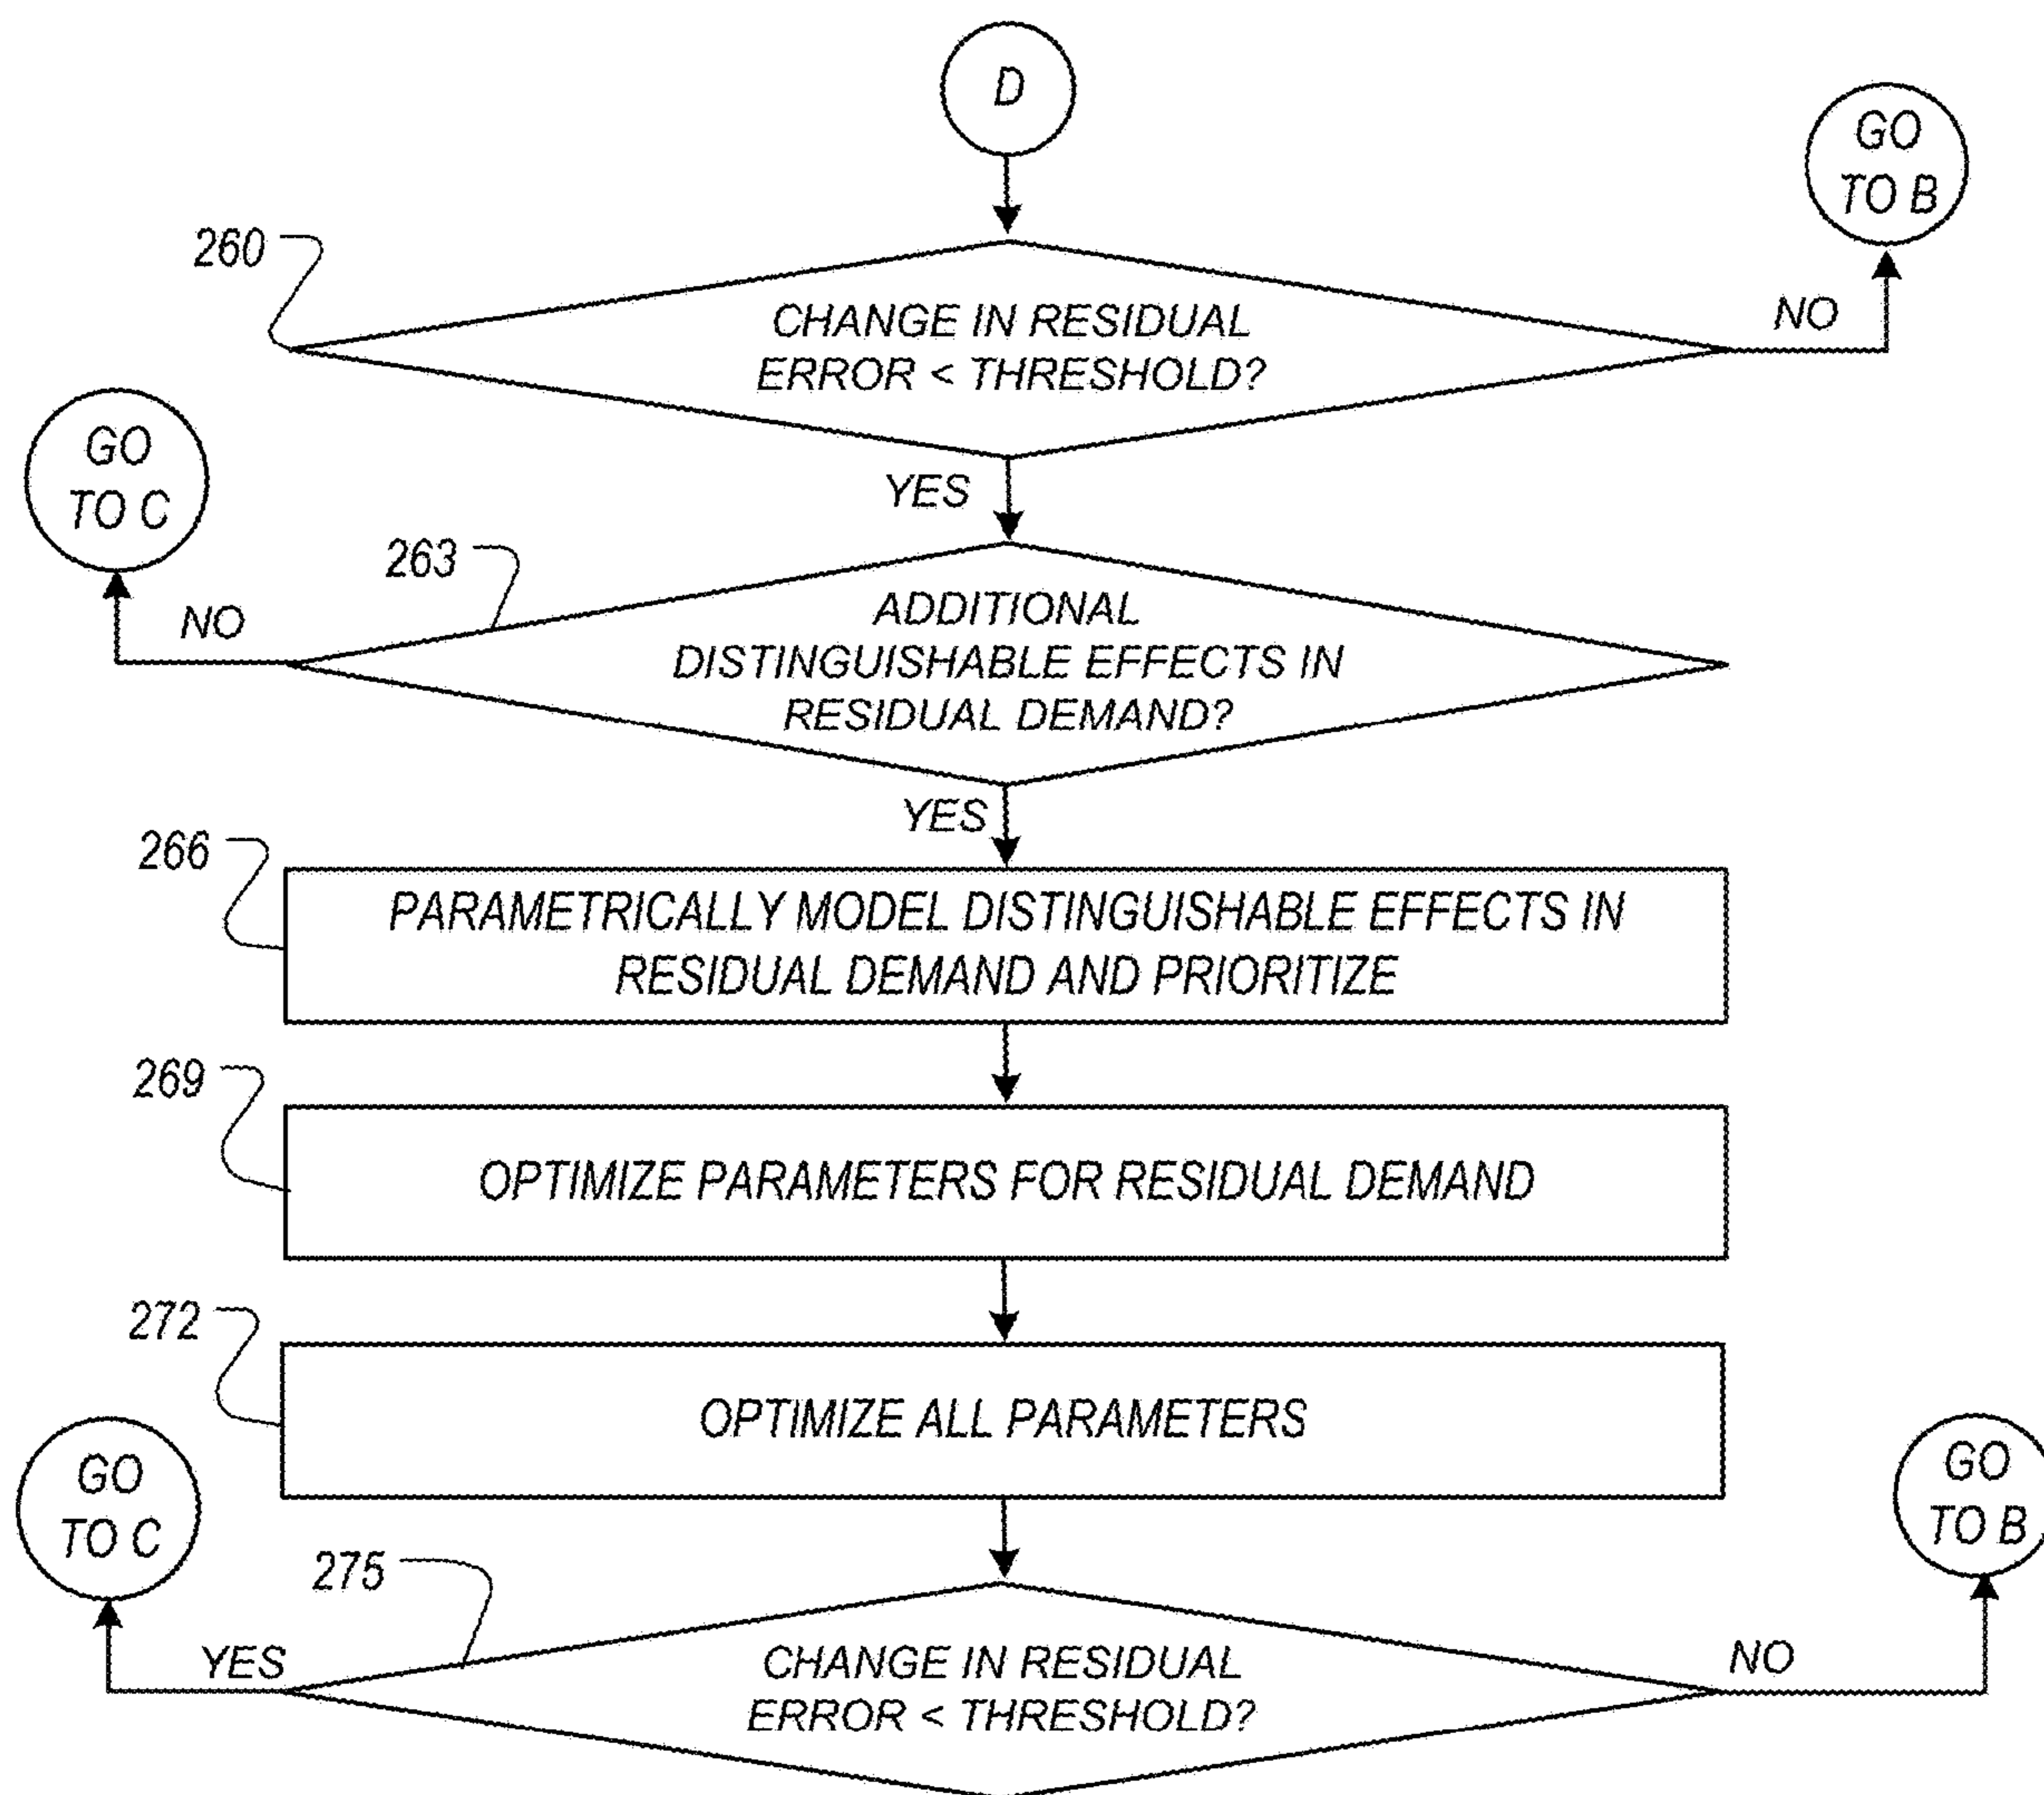 D
GO
TO B
260
CHANGE IN RESIDUAL
ERROR < THRESHOLD?
NO
GO
TO C
YES
263
ADDITIONAL
DISTINGUISHABLE EFFECTS IN
RESIDUAL DEMAND?
NO
YES
266
PARAMETRICALLY MODEL DISTINGUISHABLE EFFECTS IN
RESIDUAL DEMAND AND PRIORITIZE
269
OPTIMIZE PARAMETERS FOR RESIDUAL DEMAND
272
OPTIMIZE ALL PARAMETERS
GO
TO C
GO
TO B
275
YES
CHANGE IN RESIDUAL
ERROR < THRESHOLD?
NO